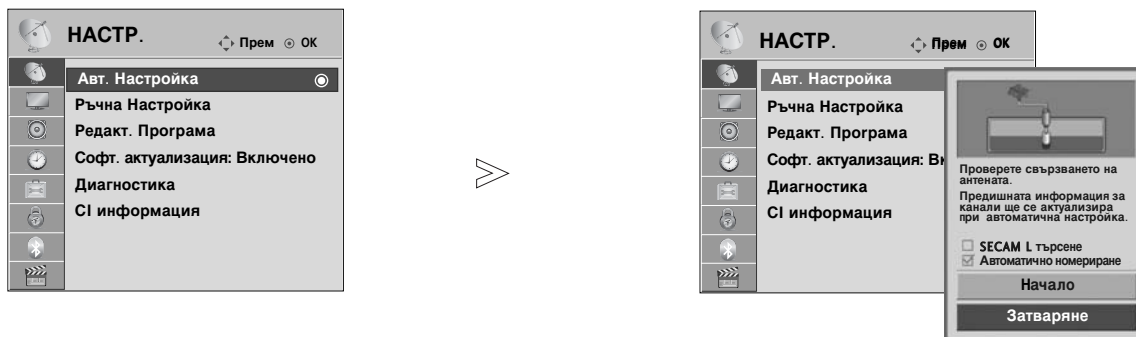 НАСТР.
Прем OK
Авт. Настройка
Ръчна Настройка
Редакт. Програма
Софт. актуализация: Включено
Диагностика
CI информация
НАСТР.
Прем OK
Авт. Настройка
Ръчна Настройка
Редакт. Програма
Софт. актуализация: Вк
Диагностика
CI информация
Проверете свързването на
антената.
Предишната информация за
канали ще се актуализира
при автоматична настройка.
SECAM L търсене
Автоматично номериране
Начало
Затваряне